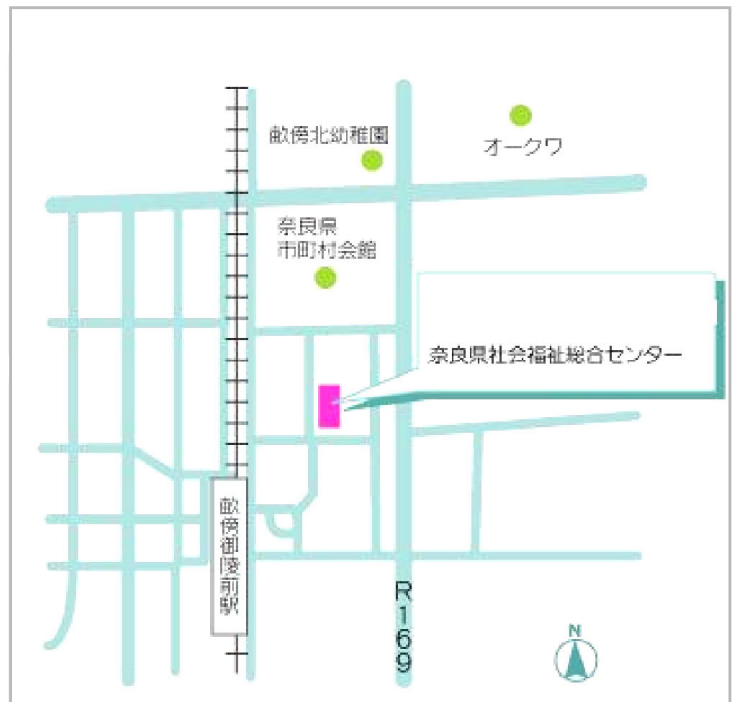 畝傍北幼稚園
オークワ
奈良県
市町村会館
奈良県社会福祉総合センター
畝傍御陵前駅
R169
N